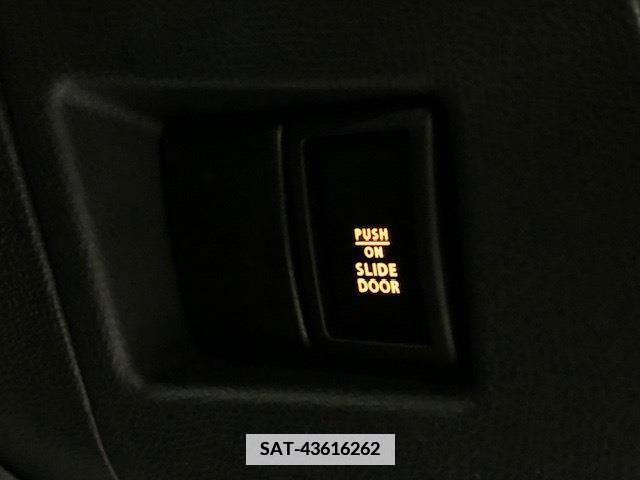 PUSH
ON
SLIDE
DOOR
SAT-43616262